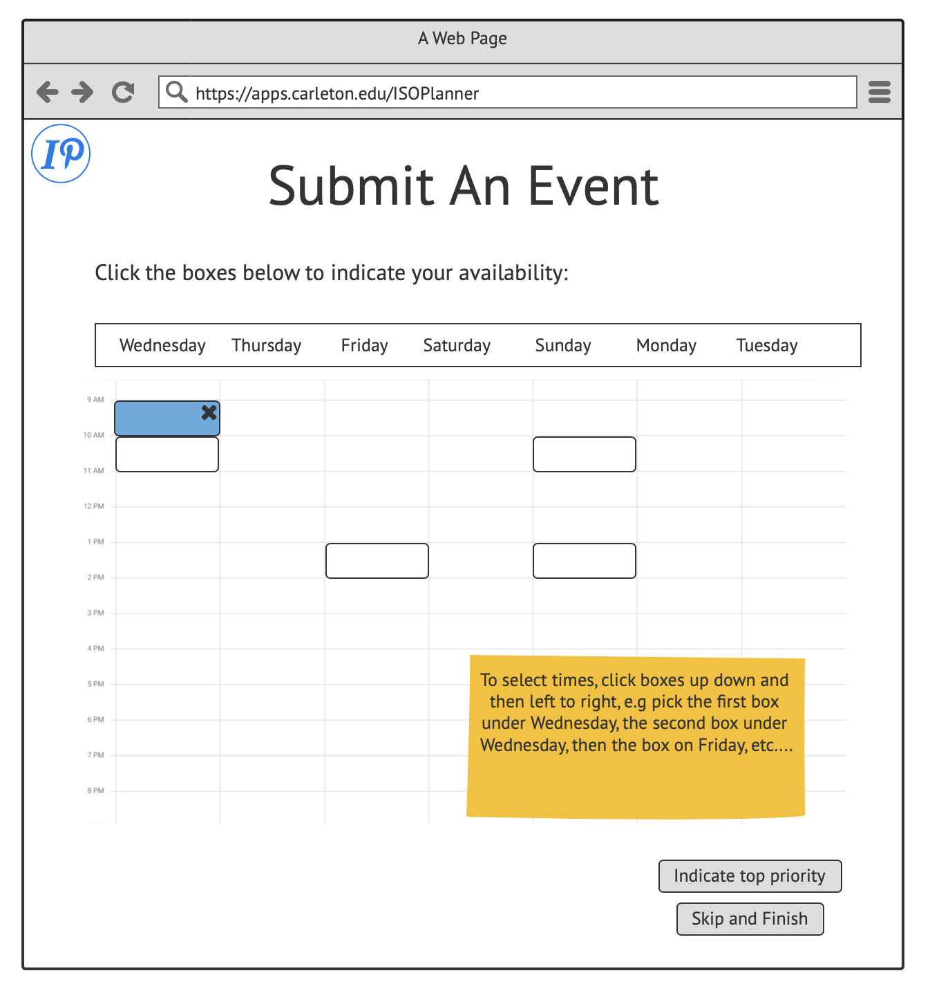 A Web Page
https://apps.carleton.edu/ISOPlanner
IP
Submit An Event
Click the boxes below to indicate your availability:
Wednesday Thursday Friday Saturday Sunday Monday Tuesday
9 AM
10 AM
11 AM
12 PM
1 PM
2 PM
3 PM
4 PM
5 PM
6 PM
7 PM
8 PM
To select times, click boxes up down and
then left to right, e.g pick the first box
under Wednesday, the second box under
Wednesday, then the box on Friday, etc....
Indicate top priority
Skip and Finish